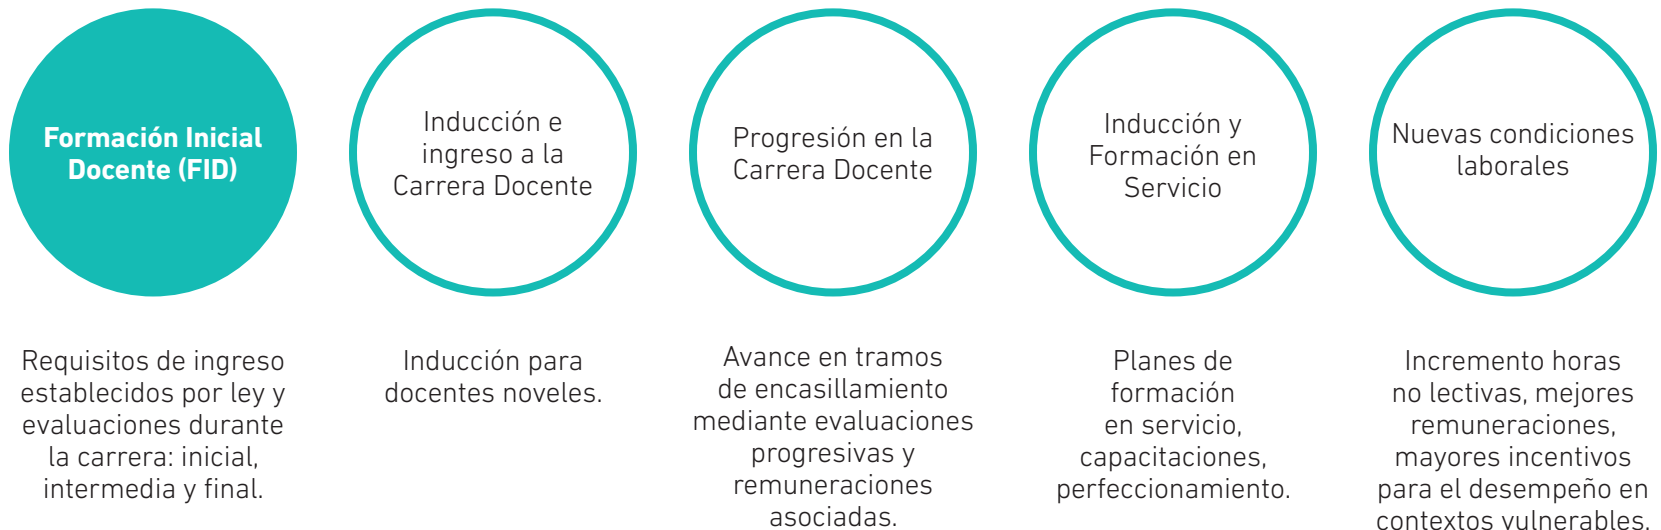 Formación Inicial
Docente (FID)
Inducción e
ingreso a la
Carrera Docente
Progresión en la
Carrera Docente
Inducción y
Formación en
Servicio
Nuevas condiciones
laborales
Requisitos de ingreso
establecidos por ley y
evaluaciones durante
la carrera: inicial,
intermedia y final.
Inducción para
docentes noveles.
Avance en tramos
de encasillamiento
mediante evaluaciones
progresivas y
remuneraciones
asociadas.
Planes de
formación
en servicio,
capacitaciones,
perfeccionamiento.
Incremento horas
no lectivas, mejores
remuneraciones,
mayores incentivos
para el desempeño en
contextos vulnerables.